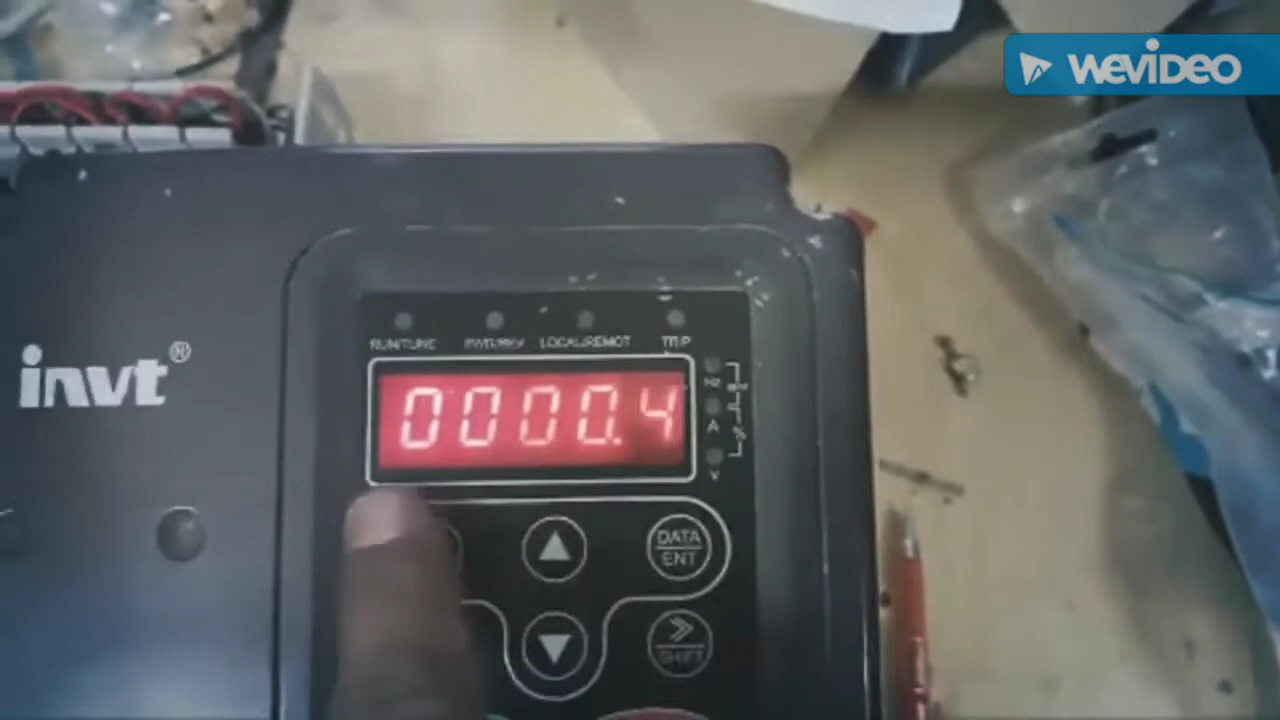 WEVIDEO
invt®
RUN/TUNE FWD/REV LOCAL/REMOT TRIP
0000.4
Hz
A
V
DATA
ENT
SHIFT